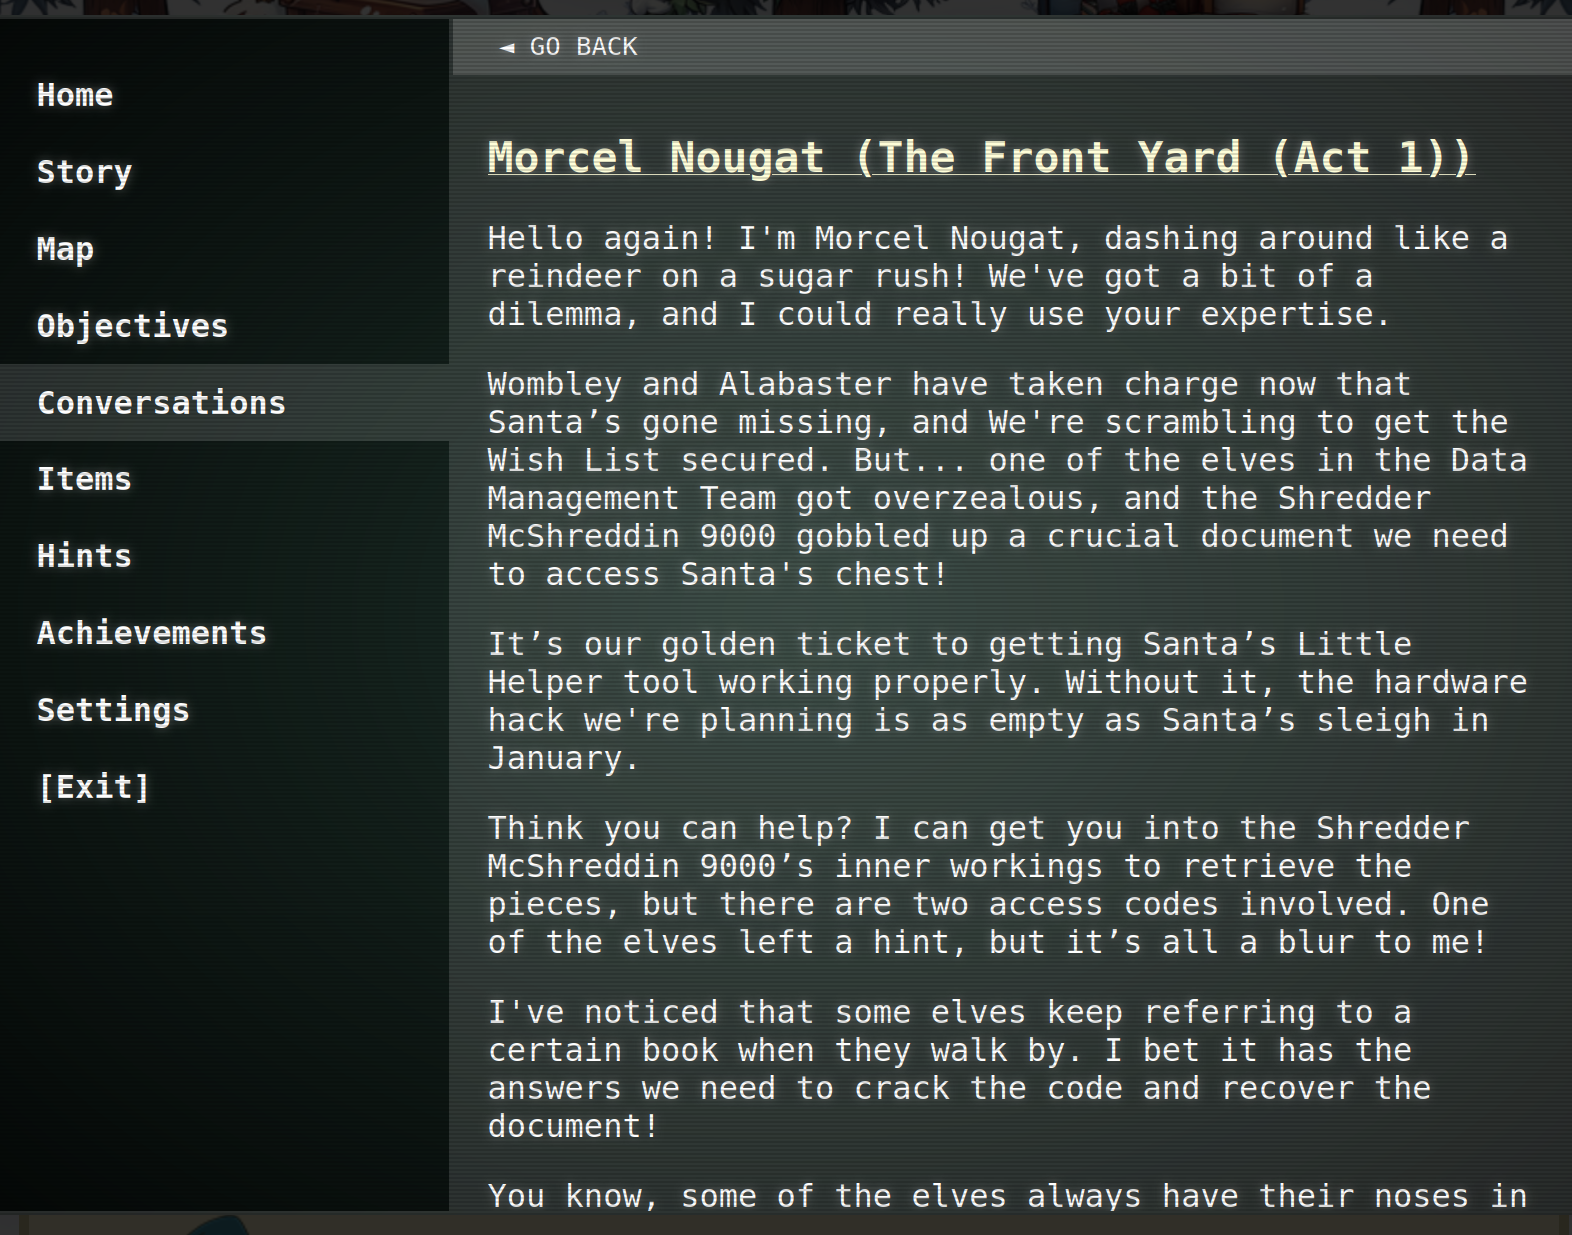 ◄ GO BACK
Home
Story
Map
Objectives
Conversations
Items
Hints
Achievements
Settings
[Exit]
Morcel Nougat (The Front Yard (Act 1))
Hello again! I'm Morcel Nougat, dashing around like a
reindeer on a sugar rush! We've got a bit of a
dilemma, and I could really use your expertise.
Wombley and Alabaster have taken charge now that
Santa’s gone missing, and We're scrambling to get the
Wish List secured. But... one of the elves in the Data
Management Team got overzealous, and the Shredder
McShreddin 9000 gobbled up a crucial document we need
to access Santa's chest!
It’s our golden ticket to getting Santa’s Little
Helper tool working properly. Without it, the hardware
hack we're planning is as empty as Santa’s sleigh in
January.
Think you can help? I can get you into the Shredder
McShreddin 9000’s inner workings to retrieve the
pieces, but there are two access codes involved. One
of the elves left a hint, but it’s all a blur to me!
I've noticed that some elves keep referring to a
certain book when they walk by. I bet it has the
answers we need to crack the code and recover the
document!
You know, some of the elves always have their noses in